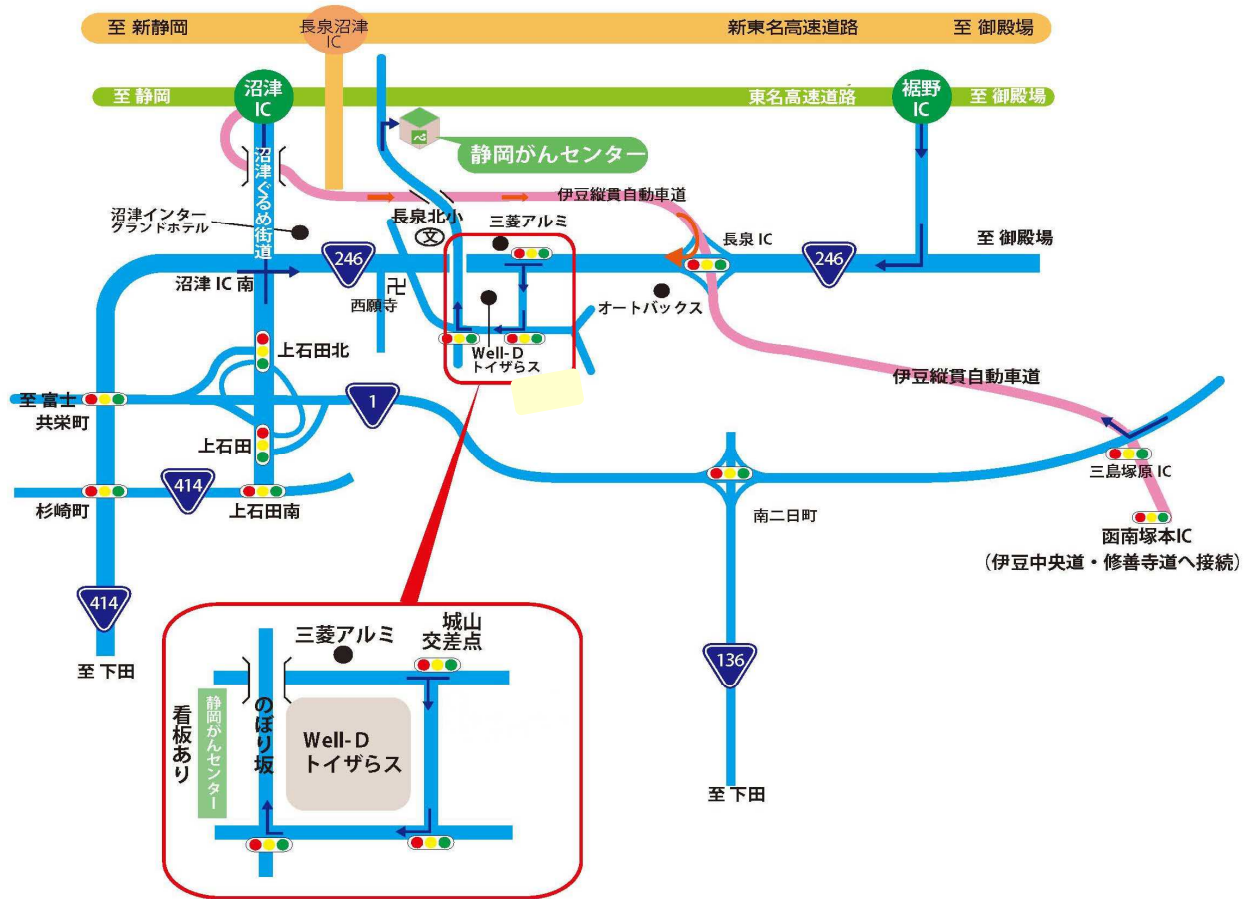 至 新静岡
長泉沼津
IC
新東名高速道路
至 御殿場
至 静岡
沼津
IC
東名高速道路
裾野
IC
至 御殿場
静岡がんセンター
沼津ぐるめ街道
伊豆縦貫自動車道
沼津インター
グランドホテル
長泉北小
文
三菱アルミ
長泉 IC
至 御殿場
246
246
沼津 IC 南
卍
西願寺
オートバックス
Well-D
トイザらス
上石田北
伊豆縦貫自動車道
至 富士
共栄町
1
上石田
三島塚原 IC
414
杉崎町
上石田南
南二日町
函南塚本IC
(伊豆中央道・修善寺道へ接続)
414
至 下田
136
至 下田
三菱アルミ
城山
交差点
看板あり
静岡がんセンター
のぼり坂
Well-D
トイザらス